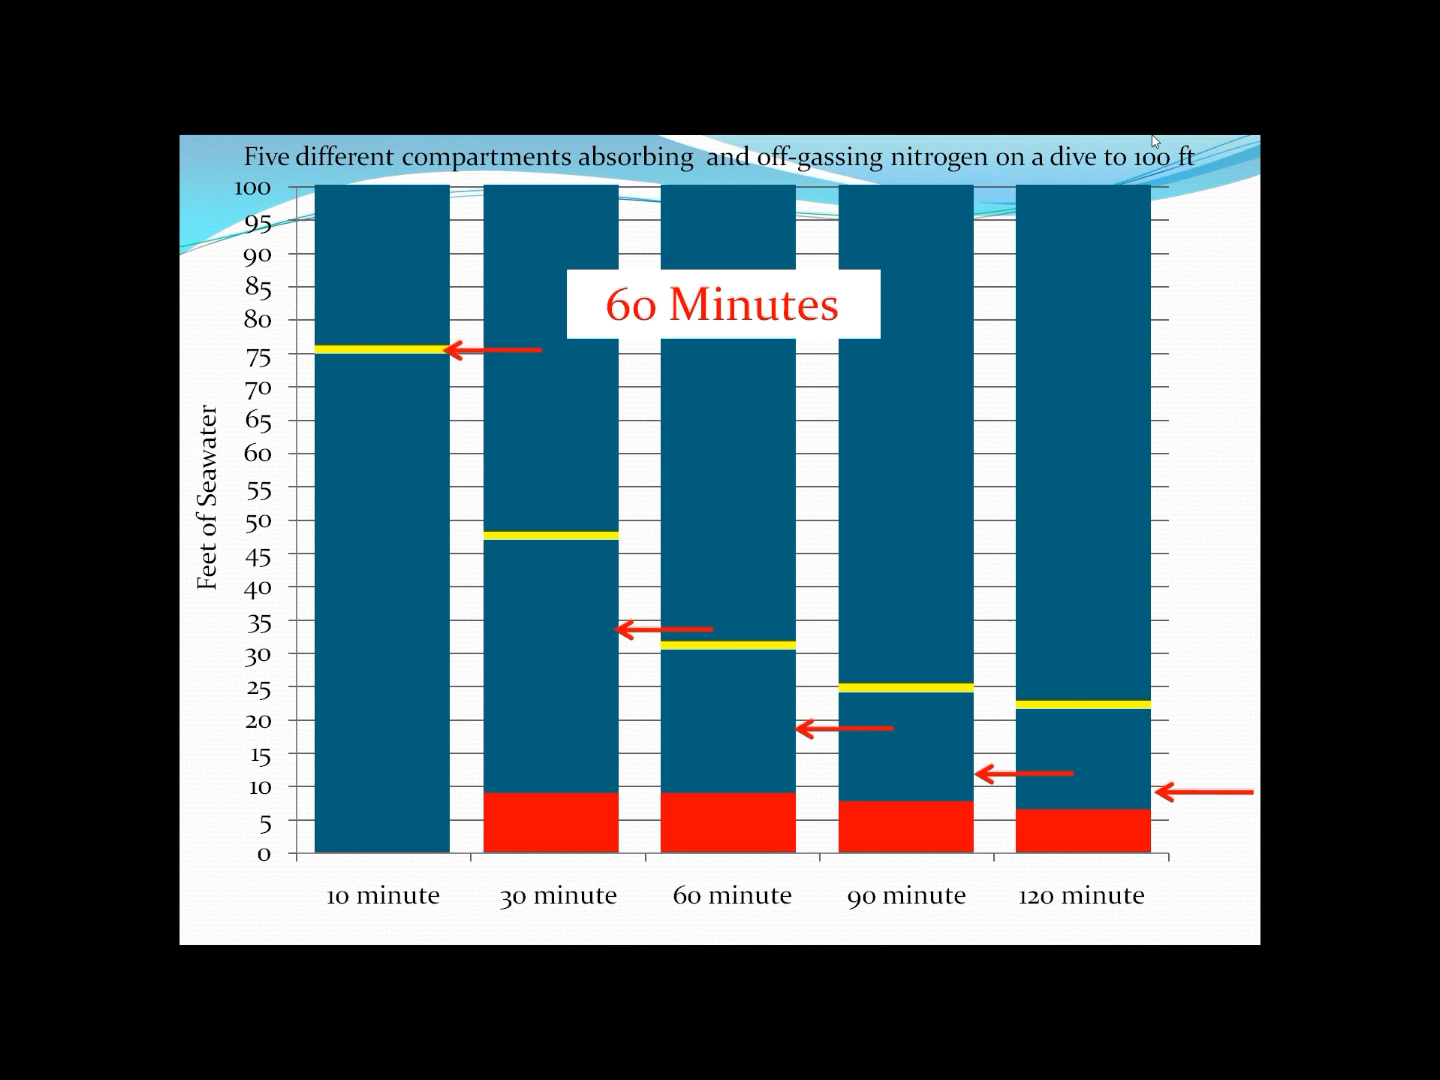 Five different compartments absorbing and off-gassing nitrogen on a dive to 100 ft
100
95
90
85
80
75
70
65
60
55
50
45
40
35
30
25
20
15
10
5
0
Feet of Seawater
60 Minutes
10 minute
30 minute
60 minute
90 minute
120 minute